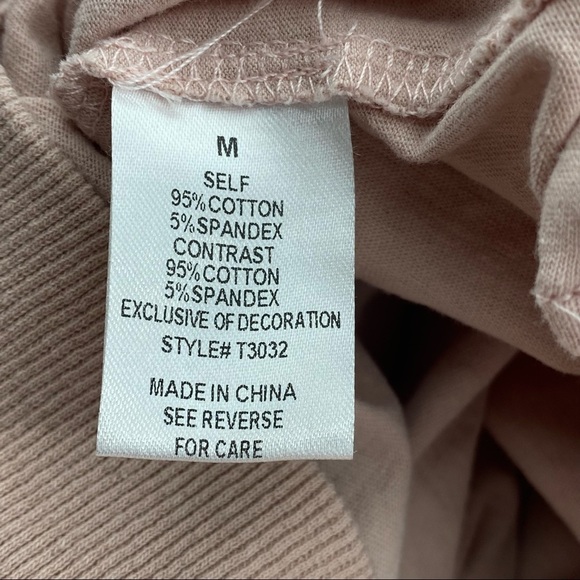 M
SELF
95%COTTON
5%SPANDEX
CONTRAST
95%COTTON
5%SPANDEX
EXCLUSIVE OF DECORATION
STYLE# T3032
MADE IN CHINA
SEE REVERSE
FOR CARE